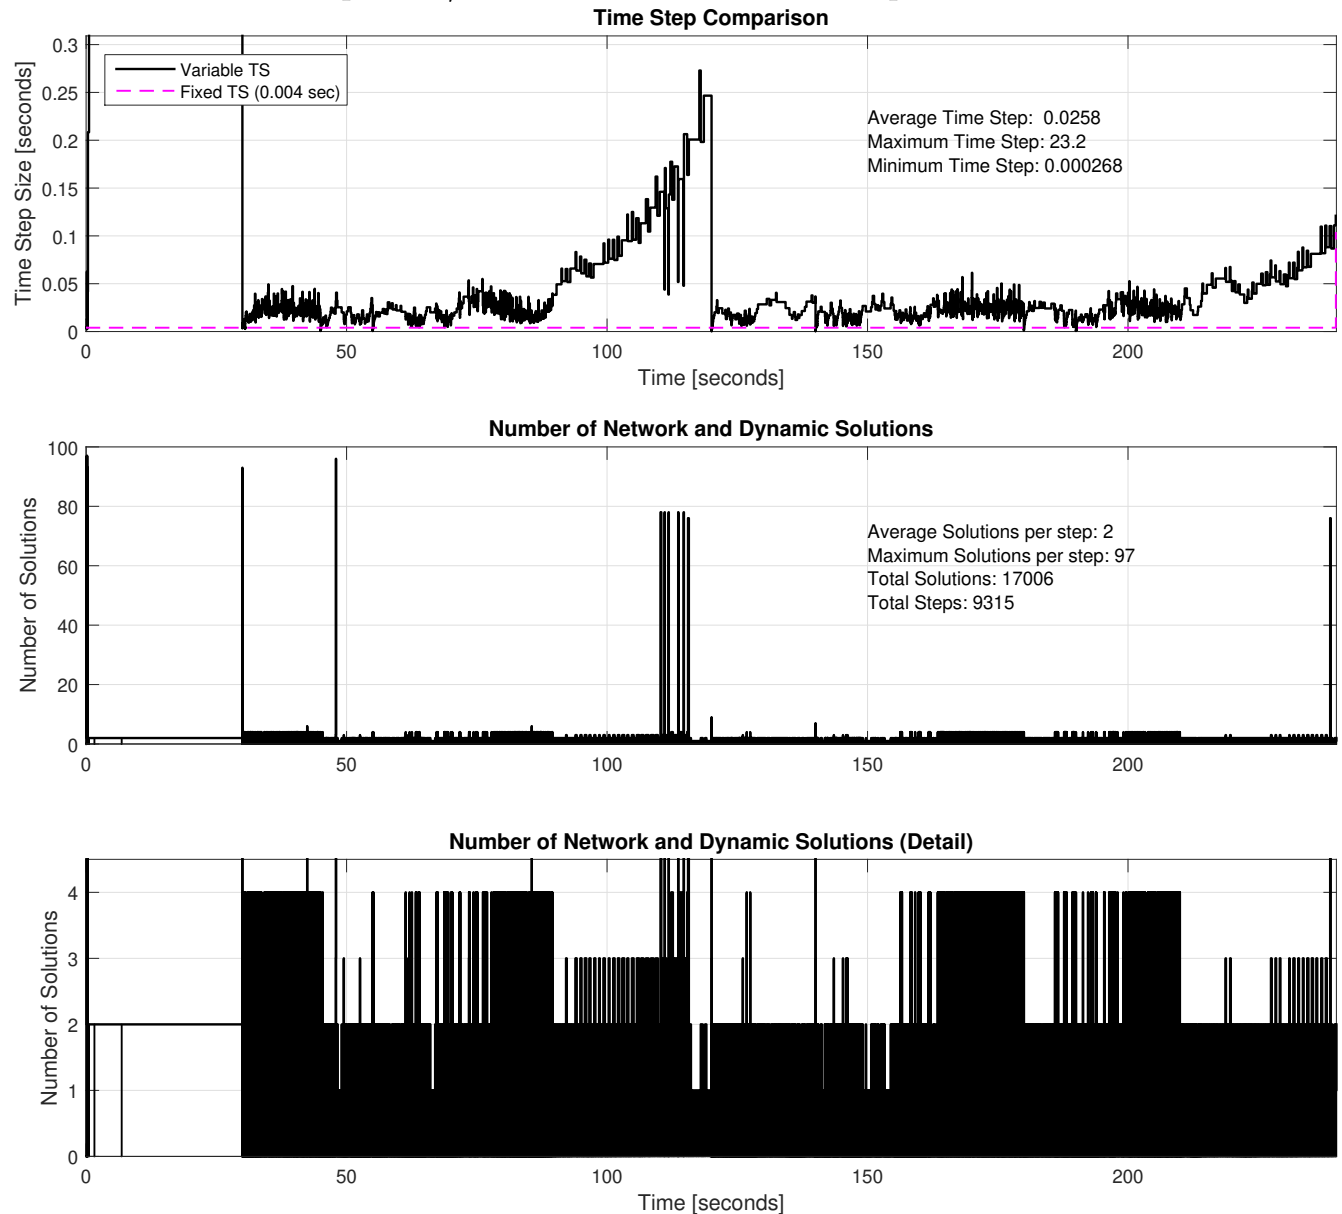 Time Step Comparison
Time Step Size [seconds]
0.3
0.25
0.2
0.15
0.1
0.05
0
Variable TS
Fixed TS (0.004 sec)
Average Time Step: 0.0258
Maximum Time Step: 23.2
Minimum Time Step: 0.000268
0 50 100 150 200
Time [seconds]
Number of Network and Dynamic Solutions
Number of Solutions
100
80
60
40
20
0
Average Solutions per step: 2
Maximum Solutions per step: 97
Total Solutions: 17006
Total Steps: 9315
0 50 100 150 200
Number of Network and Dynamic Solutions (Detail)
Number of Solutions
4
3
2
1
0
0 50 100 150 200
Time [seconds]